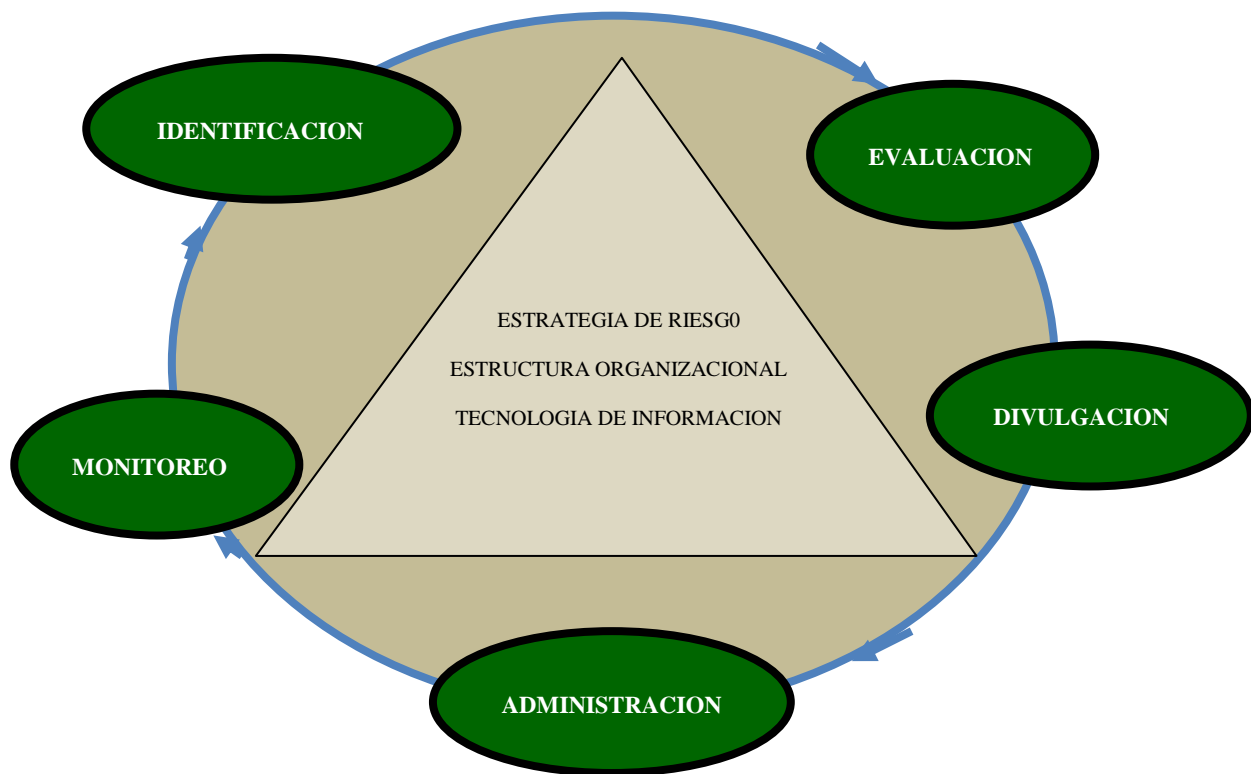 IDENTIFICACION
EVALUACION
ESTRATEGIA DE RIESG0
ESTRUCTURA ORGANIZACIONAL
TECNOLOGIA DE INFORMACION
DIVULGACION
MONITOREO
ADMINISTRACION